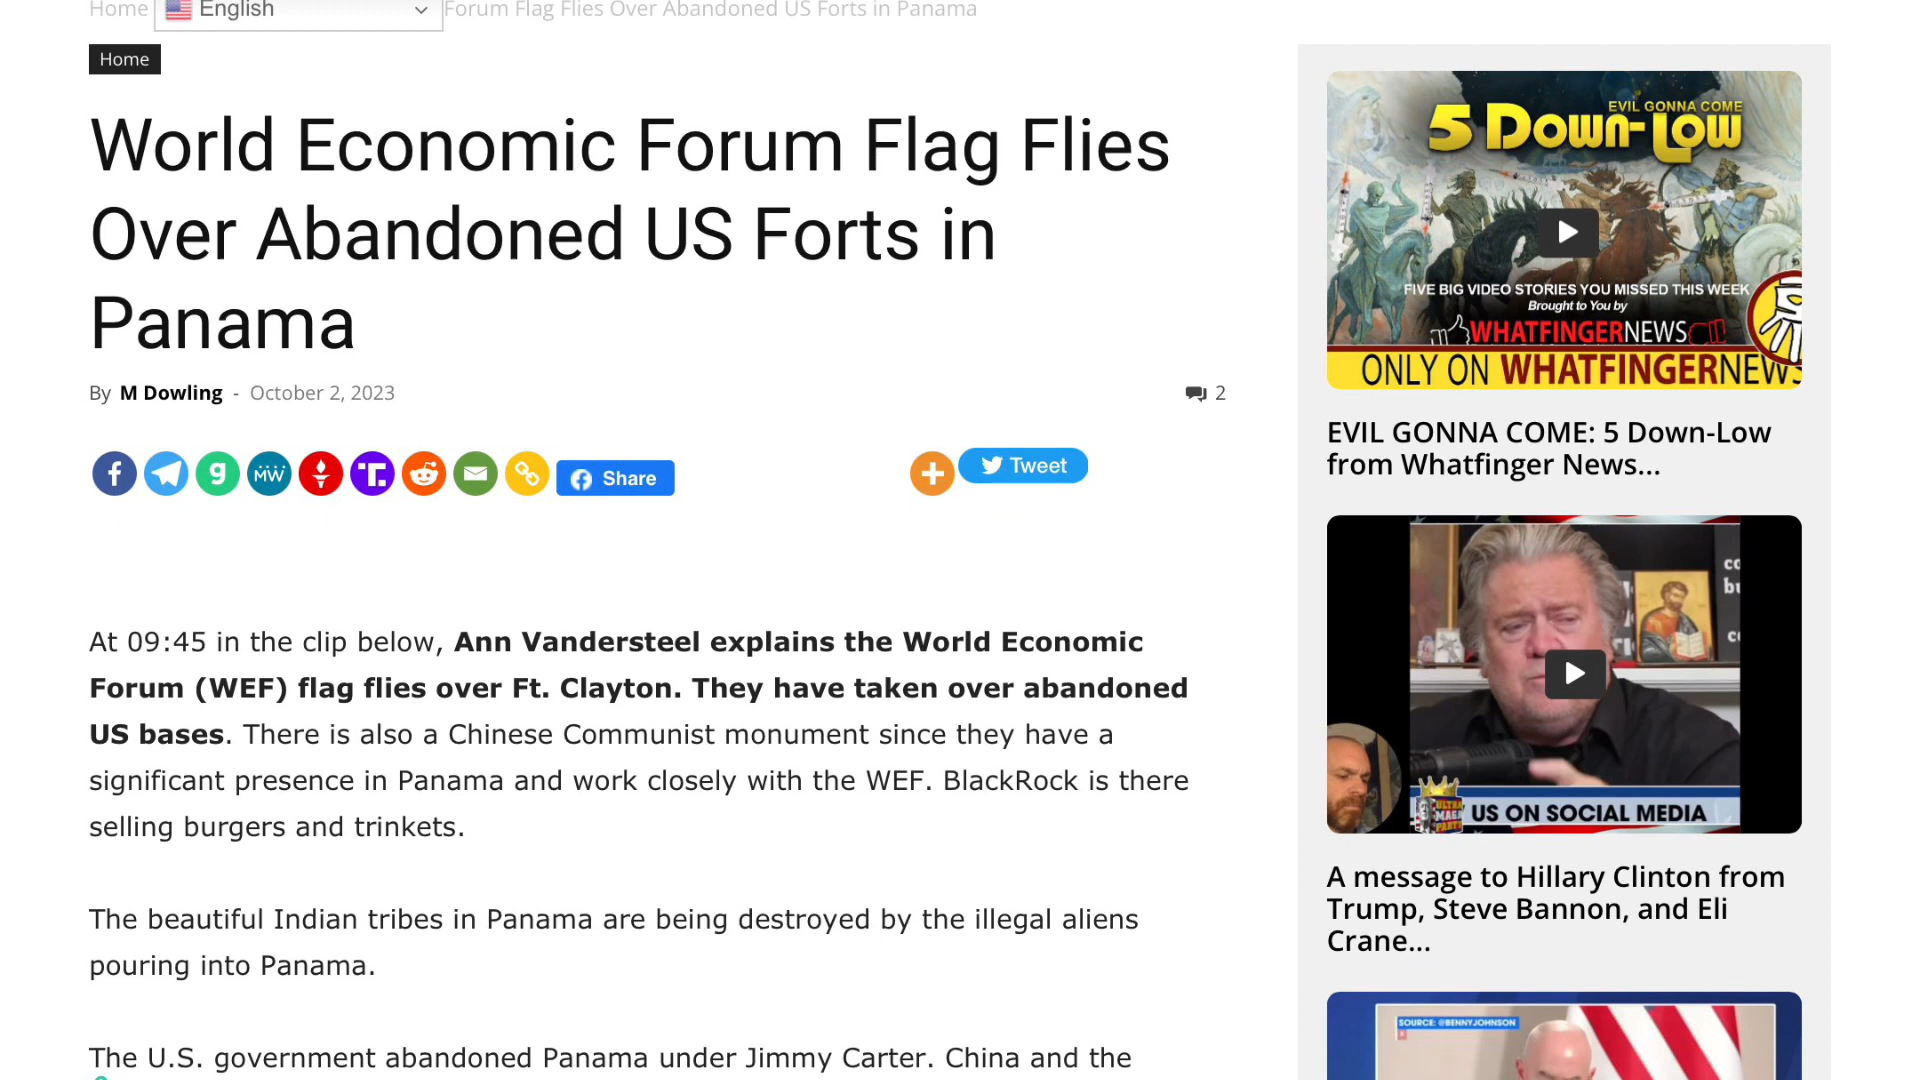 Home
English
Forum Flag Flies Over Abandoned US Forts in Panama
Home
World Economic Forum Flag Flies
Over Abandoned US Forts in
Panama
By M Dowling - October 2, 2023
2
f
g
MW
Share
Tweet
At 09:45 in the clip below, Ann Vandersteel explains the World Economic
Forum (WEF) flag flies over Ft. Clayton. They have taken over abandoned
US bases. There is also a Chinese Communist monument since they have a
significant presence in Panama and work closely with the WEF. BlackRock is there
selling burgers and trinkets.
The beautiful Indian tribes in Panama are being destroyed by the illegal aliens
pouring into Panama.
The U.S. government abandoned Panama under Jimmy Carter. China and the
EVIL GONNA COME
5 DOWN-LOW
FIVE BIG VIDEO STORIES YOU MISSED THIS WEEK
Brought to You by
WHATFINGERNEWS
ONLY ON WHATFINGERNEWS
EVIL GONNA COME: 5 Down-Low
from Whatfinger News...
ULTRA
MAGA
PARTY
US ON SOCIAL MEDIA
A message to Hillary Clinton from
Trump, Steve Bannon, and Eli
Crane...
SOURCE: @BENNYJOHNSON